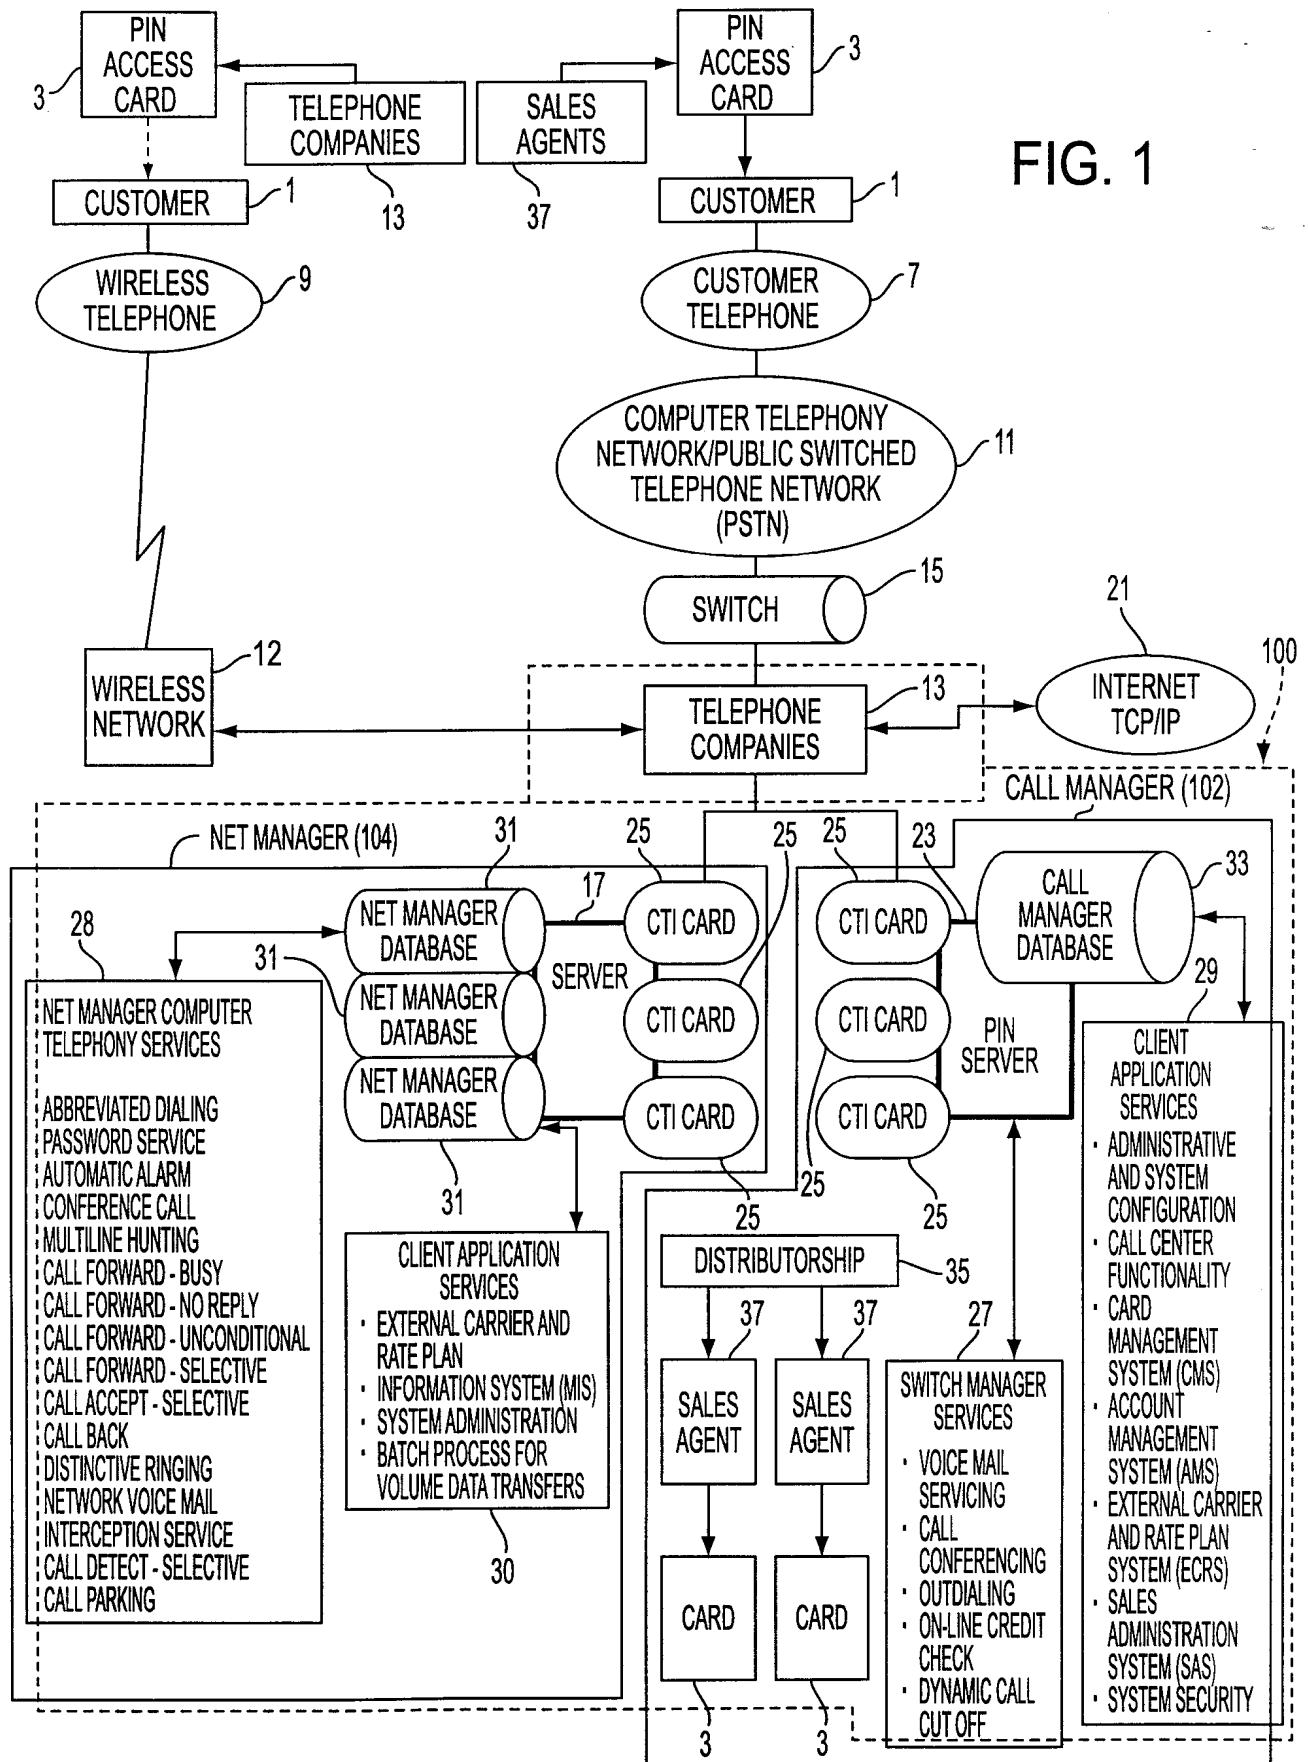 FIG. 1
PIN
ACCESS
CARD
3
TELEPHONE
COMPANIES
13
SALES
AGENTS
37
PIN
ACCESS
CARD
3
CUSTOMER
1
CUSTOMER
1
WIRELESS
TELEPHONE
9
CUSTOMER
TELEPHONE
7
COMPUTER TELEPHONY
NETWORK/PUBLIC SWITCHED
TELEPHONE NETWORK
(PSTN)
11
SWITCH
15
WIRELESS
NETWORK
12
TELEPHONE
COMPANIES
13
INTERNET
TCP/IP
21
100
NET MANAGER (104)
CALL MANAGER (102)
31
NET MANAGER
DATABASE
31
NET MANAGER
DATABASE
NET MANAGER
DATABASE
31
17
SERVER
25
CTI CARD
25
CTI CARD
CTI CARD
25
25
CTI CARD
CTI CARD
25
CTI CARD
25
23
CALL
MANAGER
DATABASE
33
PIN
SERVER
28
NET MANAGER COMPUTER
TELEPHONY SERVICES
ABBREVIATED DIALING
PASSWORD SERVICE
AUTOMATIC ALARM
CONFERENCE CALL
MULTILINE HUNTING
CALL FORWARD - BUSY
CALL FORWARD - NO REPLY
CALL FORWARD - UNCONDITIONAL
CALL FORWARD - SELECTIVE
CALL ACCEPT - SELECTIVE
CALL BACK
DISTINCTIVE RINGING
NETWORK VOICE MAIL
INTERCEPTION SERVICE
CALL DETECT - SELECTIVE
CALL PARKING
CLIENT APPLICATION
SERVICES
· EXTERNAL CARRIER AND
RATE PLAN
· INFORMATION SYSTEM (MIS)
· SYSTEM ADMINISTRATION
· BATCH PROCESS FOR
VOLUME DATA TRANSFERS
30
DISTRIBUTORSHIP
35
37
SALES
AGENT
37
SALES
AGENT
CARD
3
CARD
3
27
SWITCH MANAGER
SERVICES
· VOICE MAIL
SERVICING
· CALL
CONFERENCING
· OUTDIALING
· ON-LINE CREDIT
CHECK
· DYNAMIC CALL
CUT OFF
29
CLIENT
APPLICATION
SERVICES
· ADMINISTRATIVE
AND SYSTEM
CONFIGURATION
· CALL CENTER
FUNCTIONALITY
· CARD
MANAGEMENT
SYSTEM (CMS)
· ACCOUNT
MANAGEMENT
SYSTEM (AMS)
· EXTERNAL CARRIER
AND RATE PLAN
SYSTEM (ECRS)
· SALES
ADMINISTRATION
SYSTEM (SAS)
· SYSTEM SECURITY